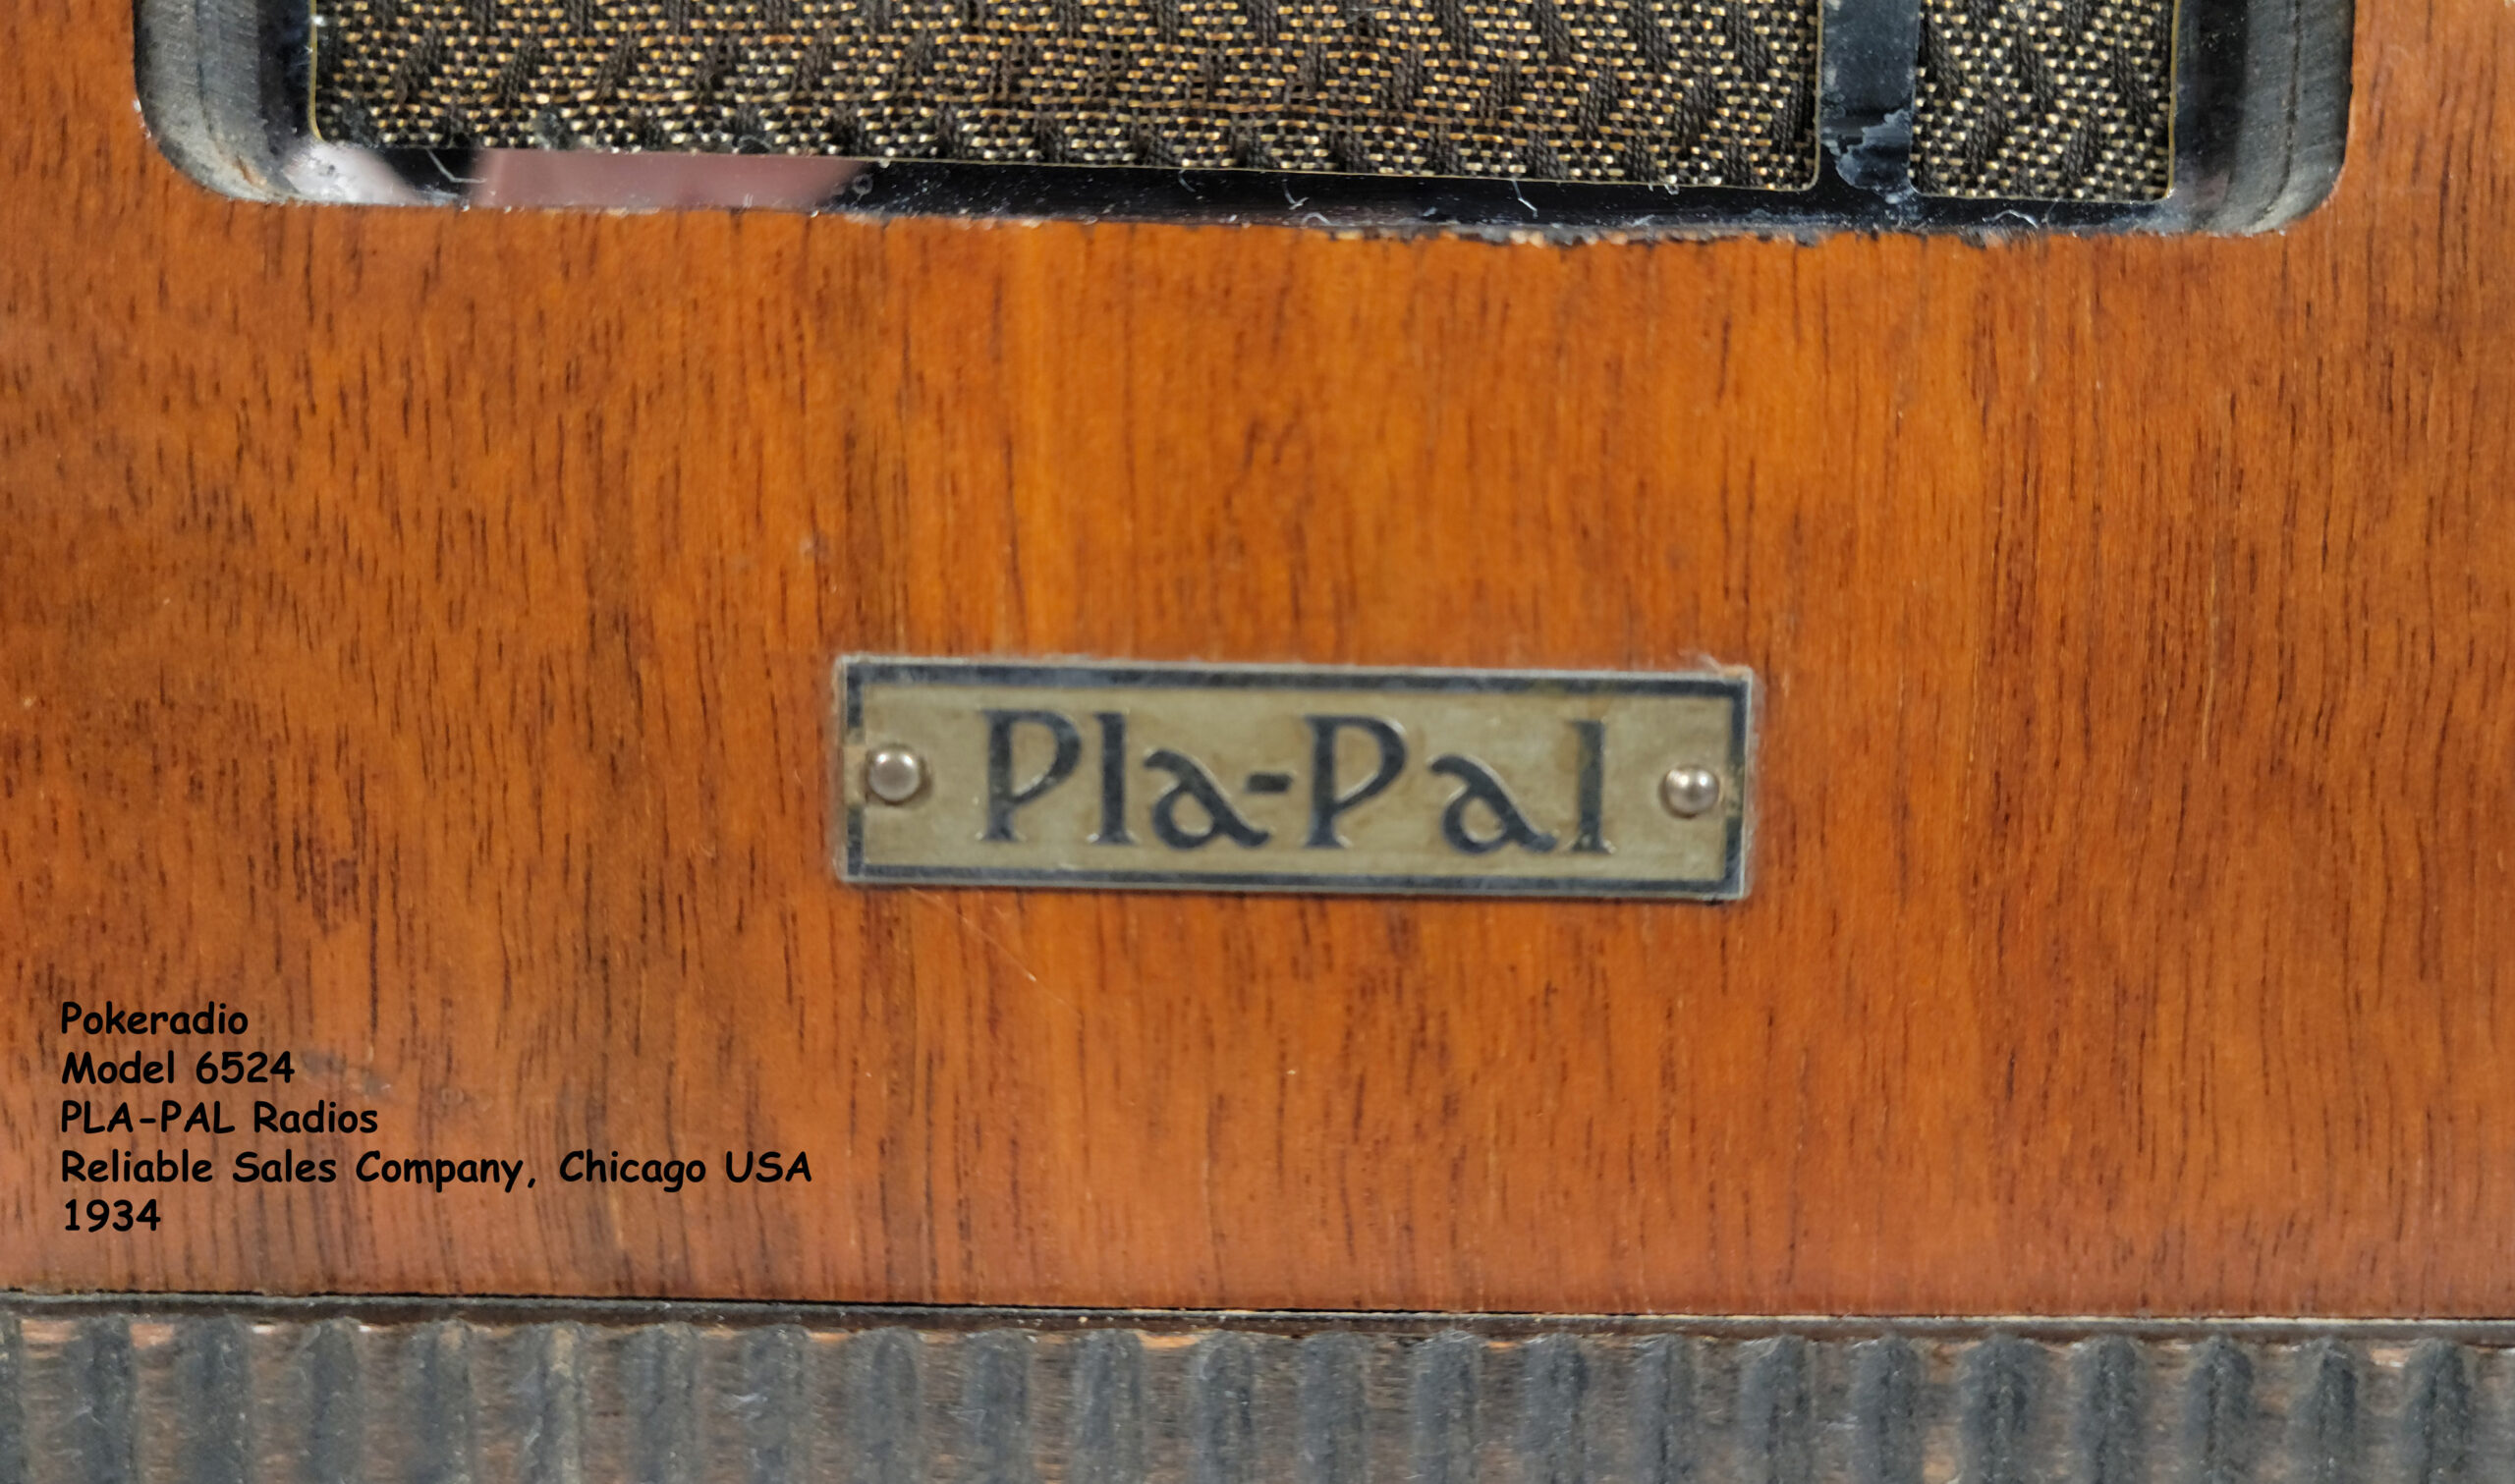 Pla-Pal
Pokeradio
Model 6524
PLA-PAL Radios
Reliable Sales Company, Chicago USA
1934